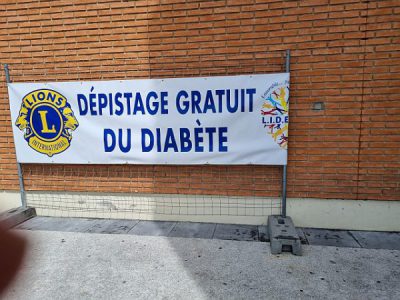 LIONS
L
INTERNATIONAL
DÉPISTAGE GRATUIT
DU DIABÈTE
L.I.D.E